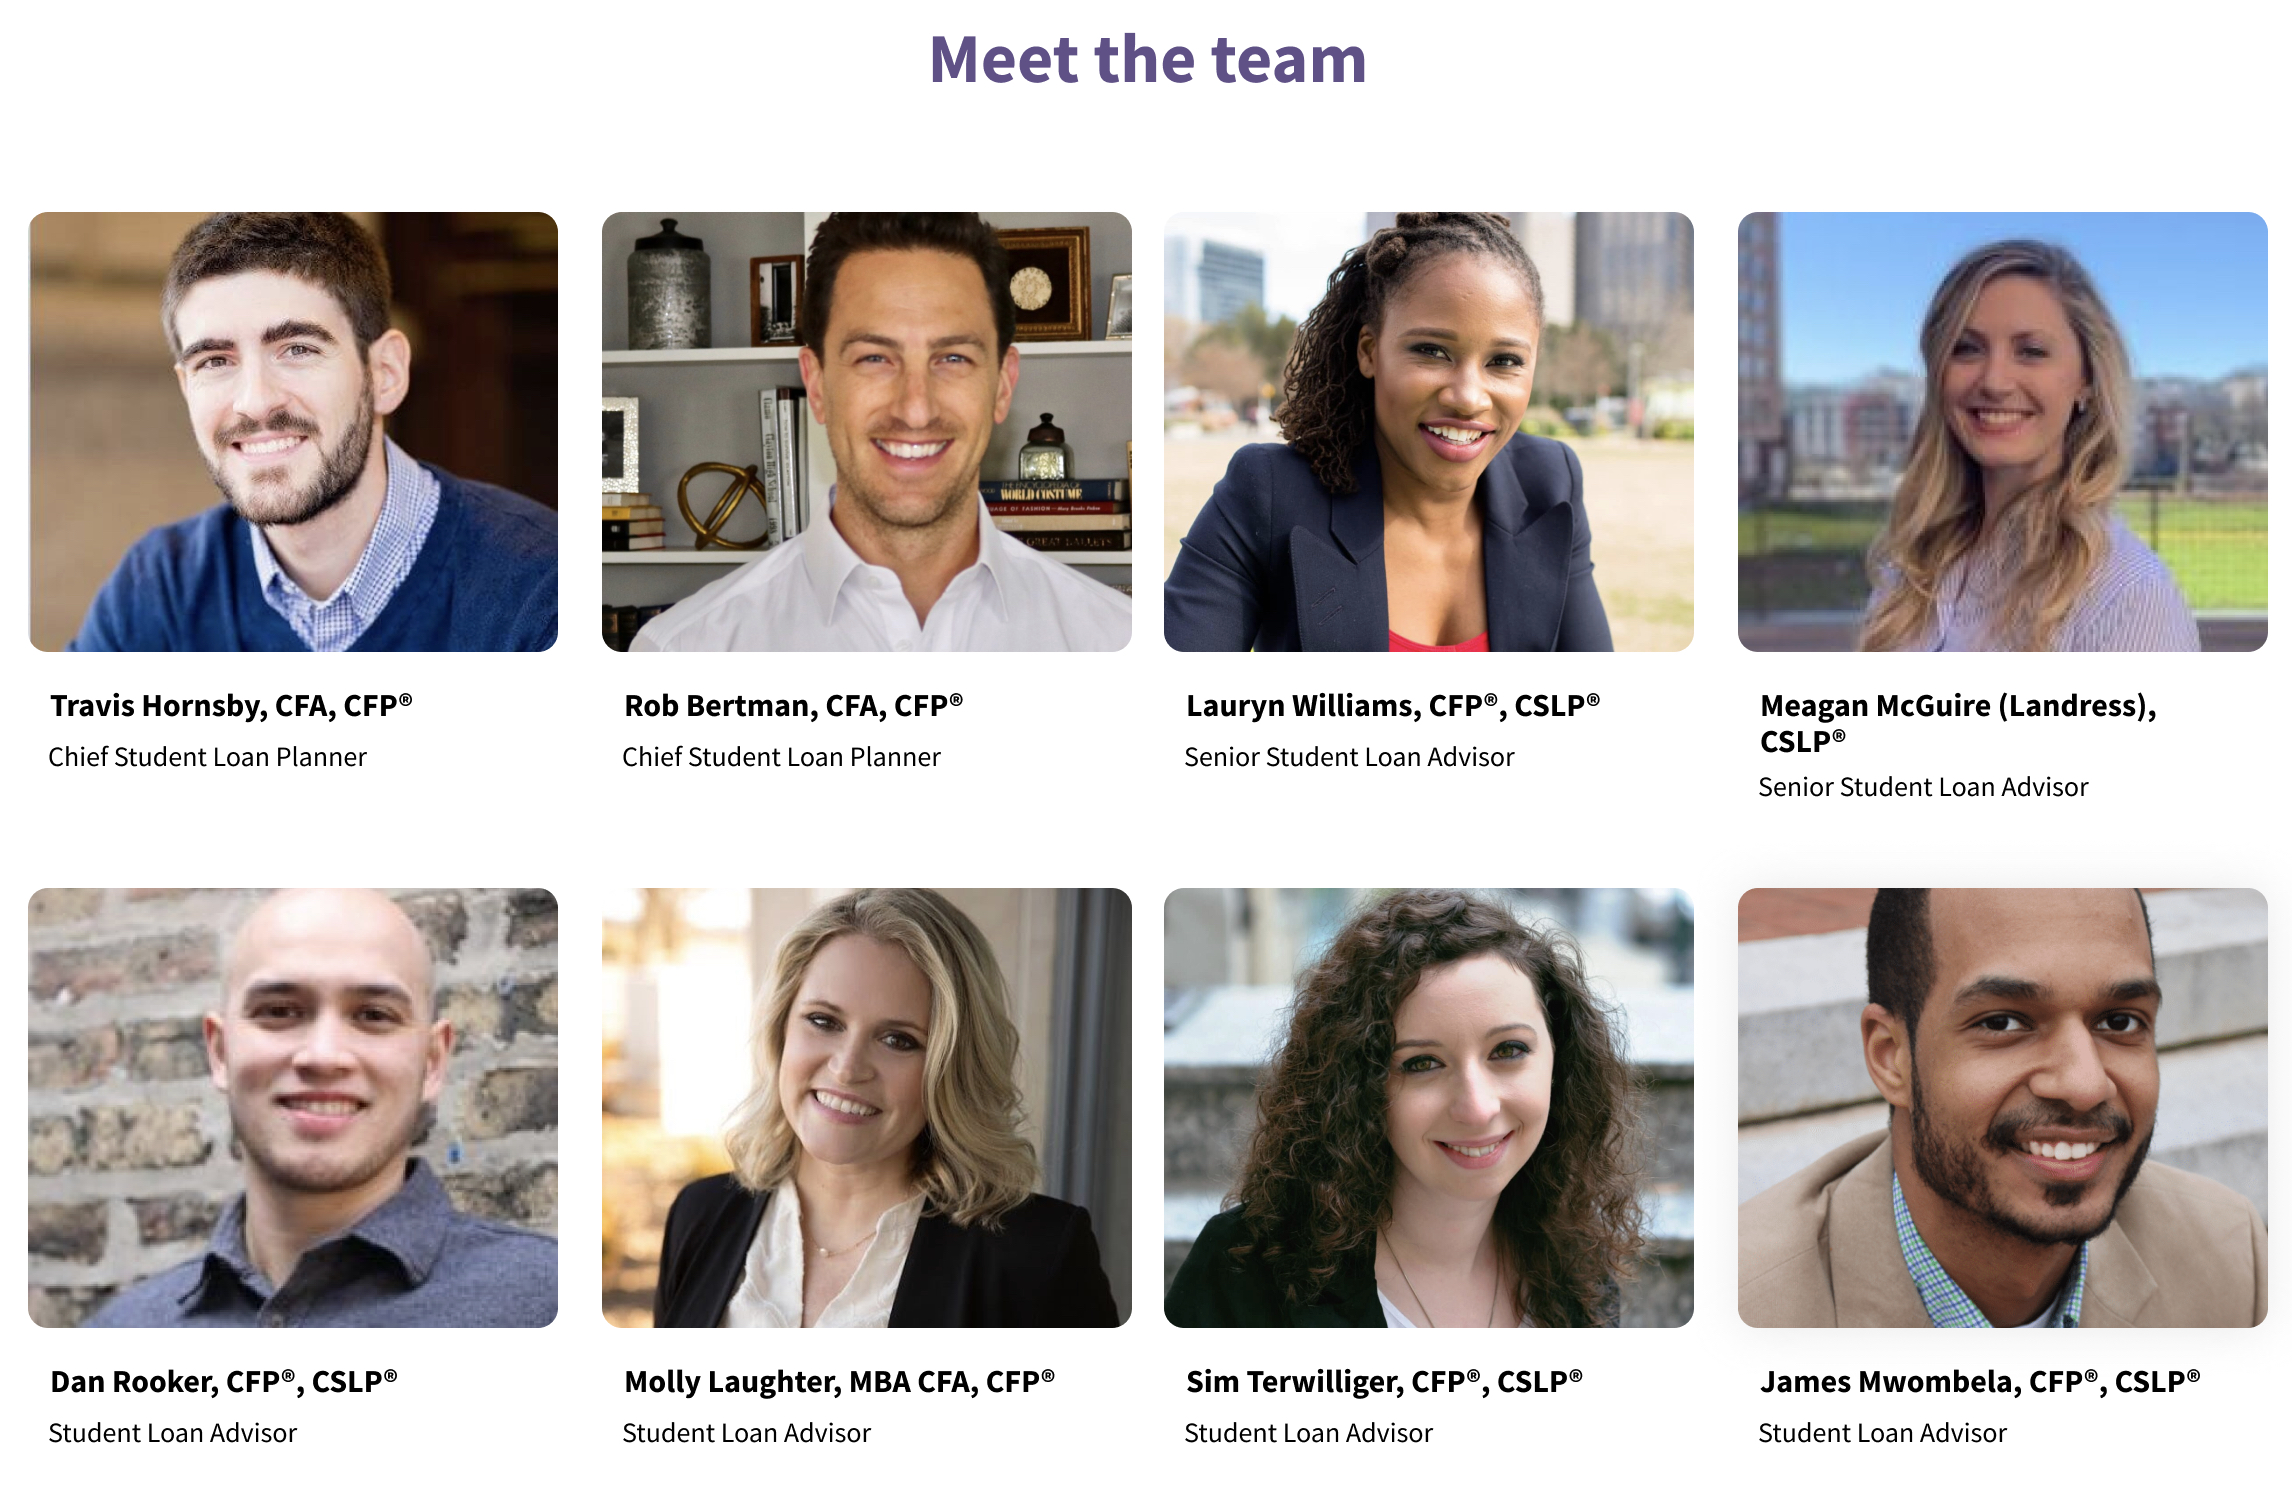 Meet the team
Travis Hornsby, CFA, CFP®
Chief Student Loan Planner
Rob Bertman, CFA, CFP®
Chief Student Loan Planner
Lauryn Williams, CFP®, CSLP®
Senior Student Loan Advisor
Meagan McGuire (Landress),
CSLP®
Senior Student Loan Advisor
WORLD COSTUME
Dan Rooker, CFP®, CSLP®
Student Loan Advisor
Molly Laughter, MBA CFA, CFP®
Student Loan Advisor
Sim Terwilliger, CFP®, CSLP®
Student Loan Advisor
James Mwombela, CFP®, CSLP®
Student Loan Advisor